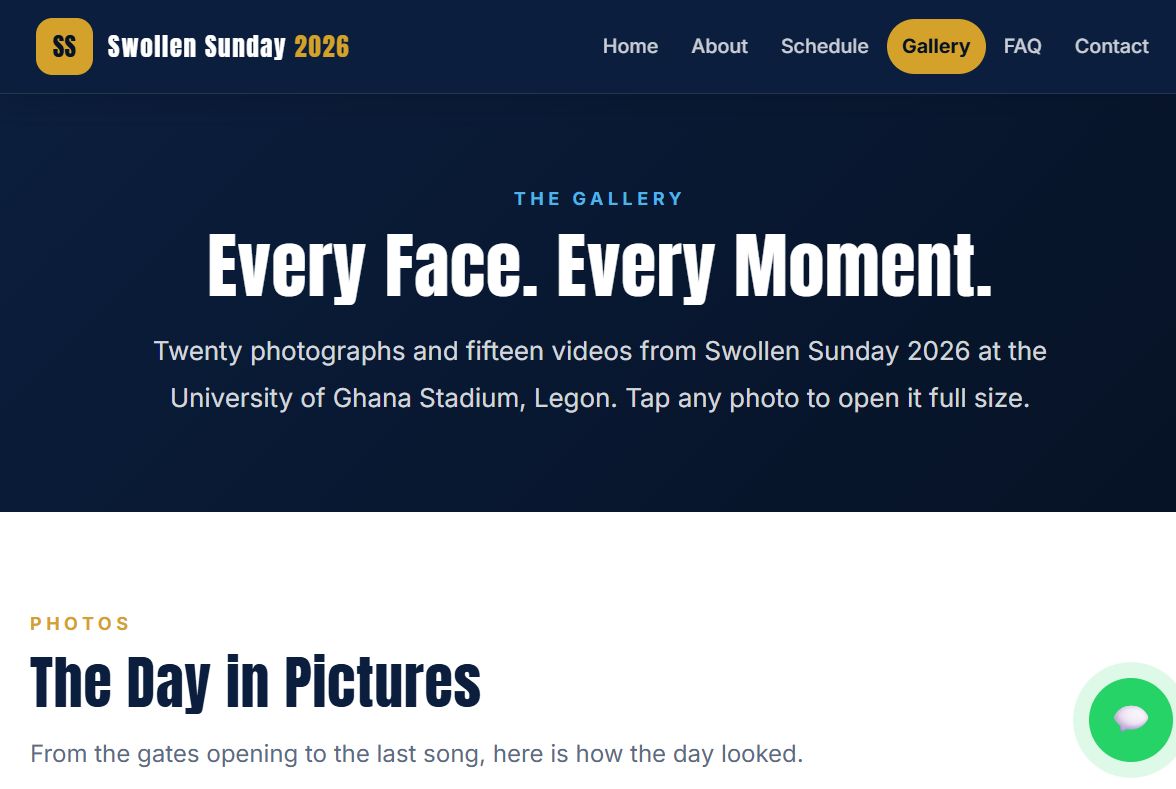 SS
Swollen Sunday 2026
Home
About
Schedule
Gallery
FAQ
Contact
THE GALLERY
Every Face. Every Moment.
Twenty photographs and fifteen videos from Swollen Sunday 2026 at the
University of Ghana Stadium, Legon. Tap any photo to open it full size.
PHOTOS
The Day in Pictures
From the gates opening to the last song, here is how the day looked.